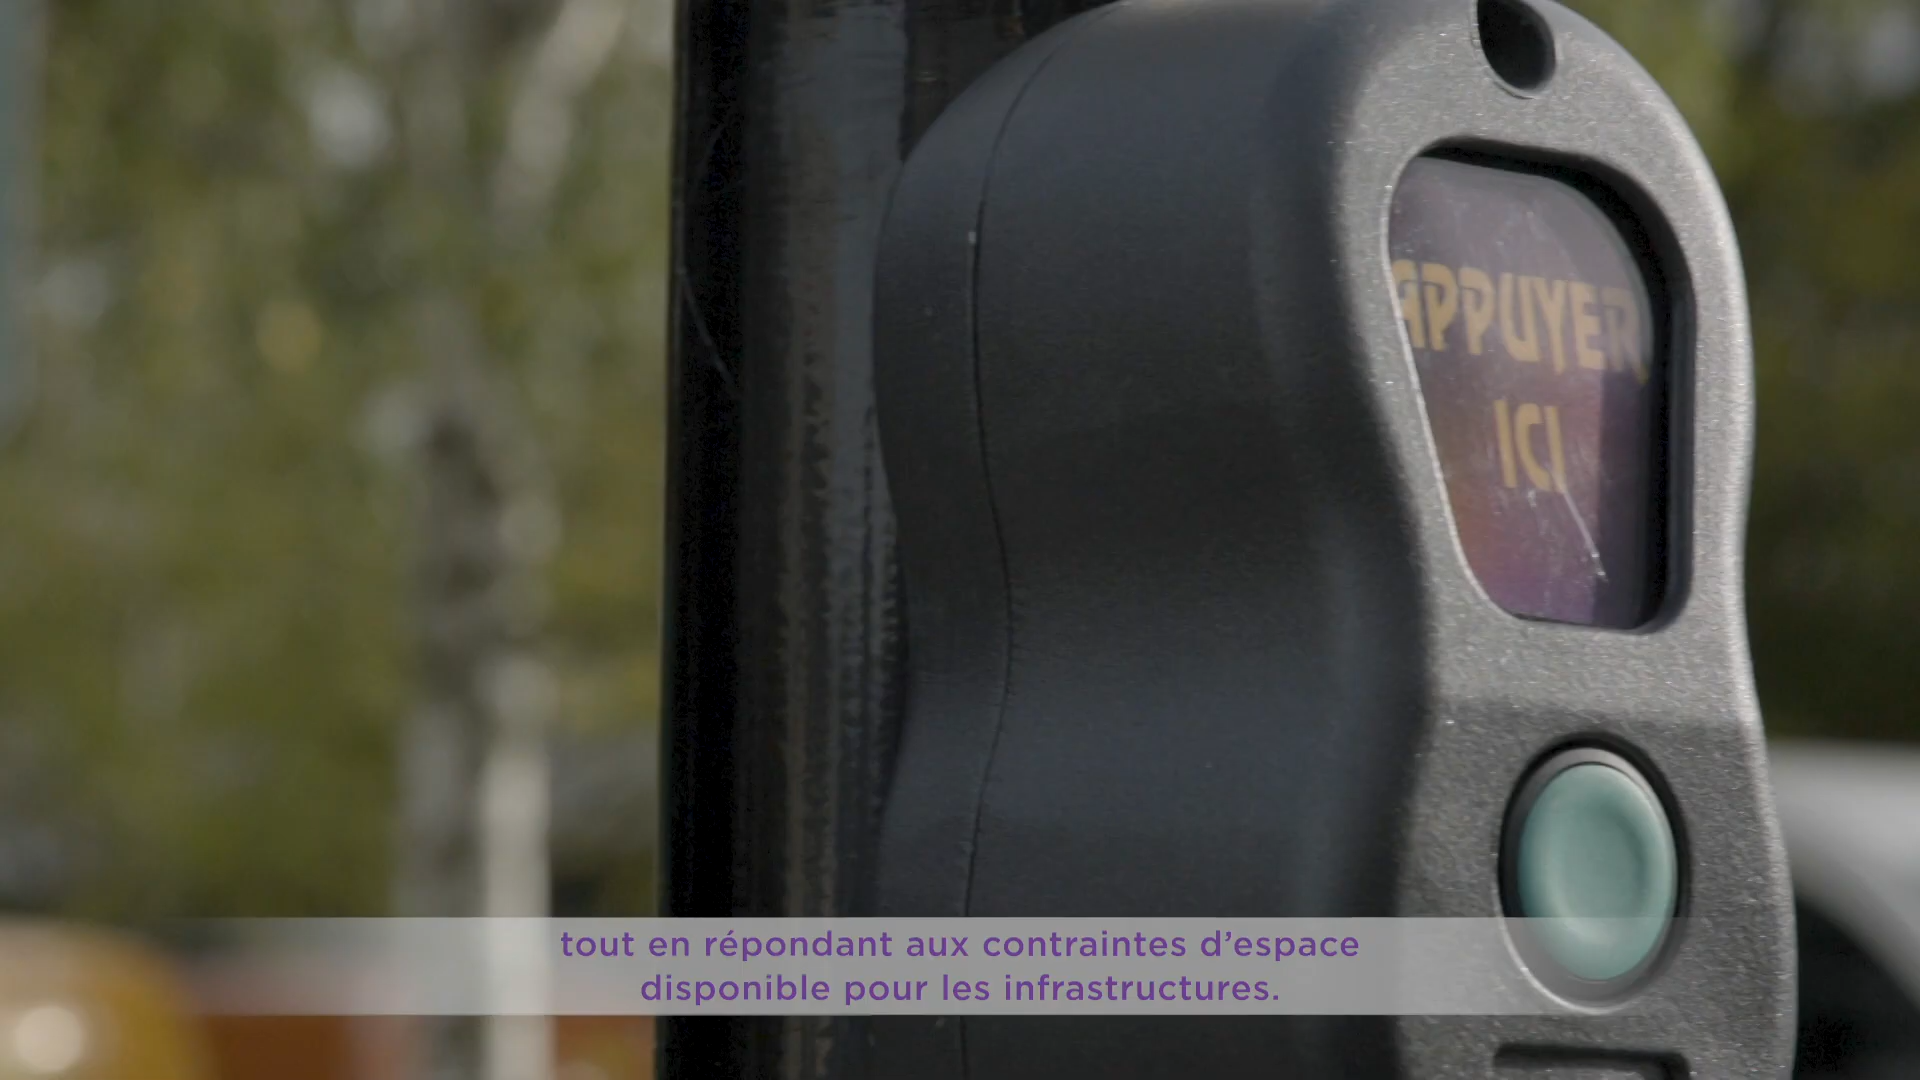 APPUYER
ICI
tout en répondant aux contraintes d’espace
disponible pour les infrastructures.